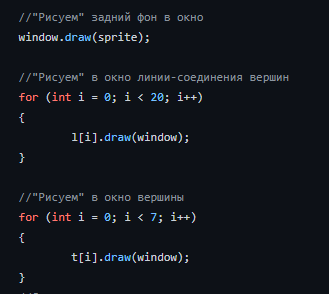 //"Рисуем" задний фон в окно
window.draw(sprite);
//"Рисуем" в окно линии-соединения вершин
for (int i = 0; i < 20; i++)
{
l[i].draw(window);
}
//"Рисуем" в окно вершины
for (int i = 0; i < 7; i++)
{
t[i].draw(window);
}